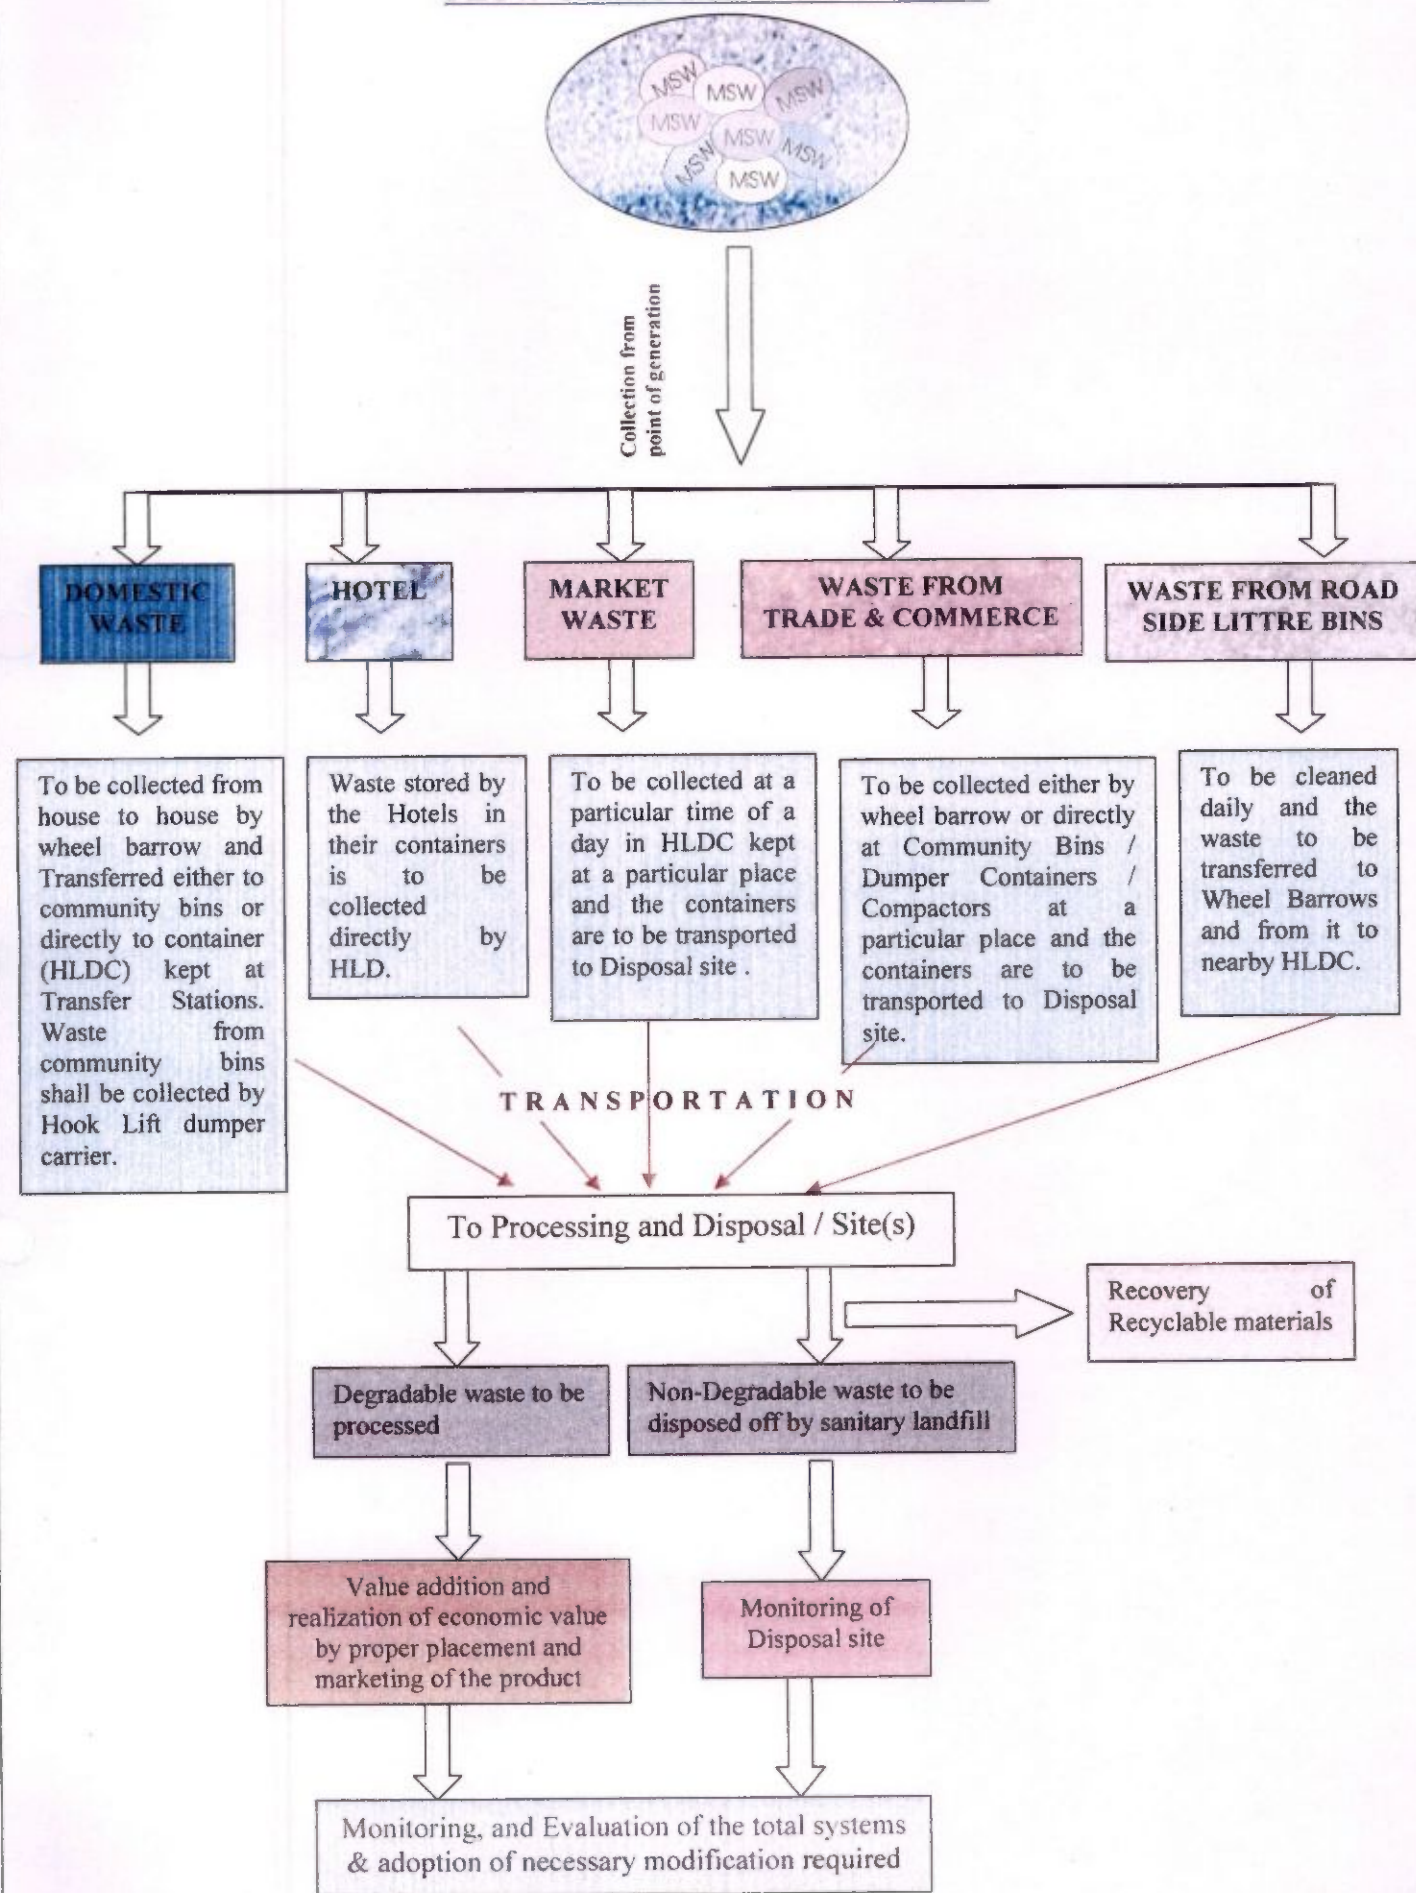 MSW
MSW
MSW
MSW
MSW
MSW
MSW
MSW
Collection from
point of generation
DOMESTIC
WASTE
HOTEL
MARKET
WASTE
WASTE FROM
TRADE & COMMERCE
WASTE FROM ROAD
SIDE LITTRE BINS
To be collected from
house to house by
wheel barrow and
Transferred either to
community bins or
directly to container
(HLDC) kept at
Transfer Stations.
Waste from
community bins
shall be collected by
Hook Lift dumper
carrier.
Waste stored by
the Hotels in
their containers
is to be
collected
directly by
HLD.
To be collected at a
particular time of a
day in HLDC kept
at a particular place
and the containers
are to be transported
to Disposal site .
To be collected either by
wheel barrow or directly
at Community Bins /
Dumper Containers /
Compactors at a
particular place and the
containers are to be
transported to Disposal
site.
To be cleaned
daily and the
waste to be
transferred to
Wheel Barrows
and from it to
nearby HLDC.
TRANSPORTATION
To Processing and Disposal / Site(s)
Recovery of
Recyclable materials
Degradable waste to be
processed
Non-Degradable waste to be
disposed off by sanitary landfill
Value addition and
realization of economic value
by proper placement and
marketing of the product
Monitoring of
Disposal site
Monitoring, and Evaluation of the total systems
& adoption of necessary modification required